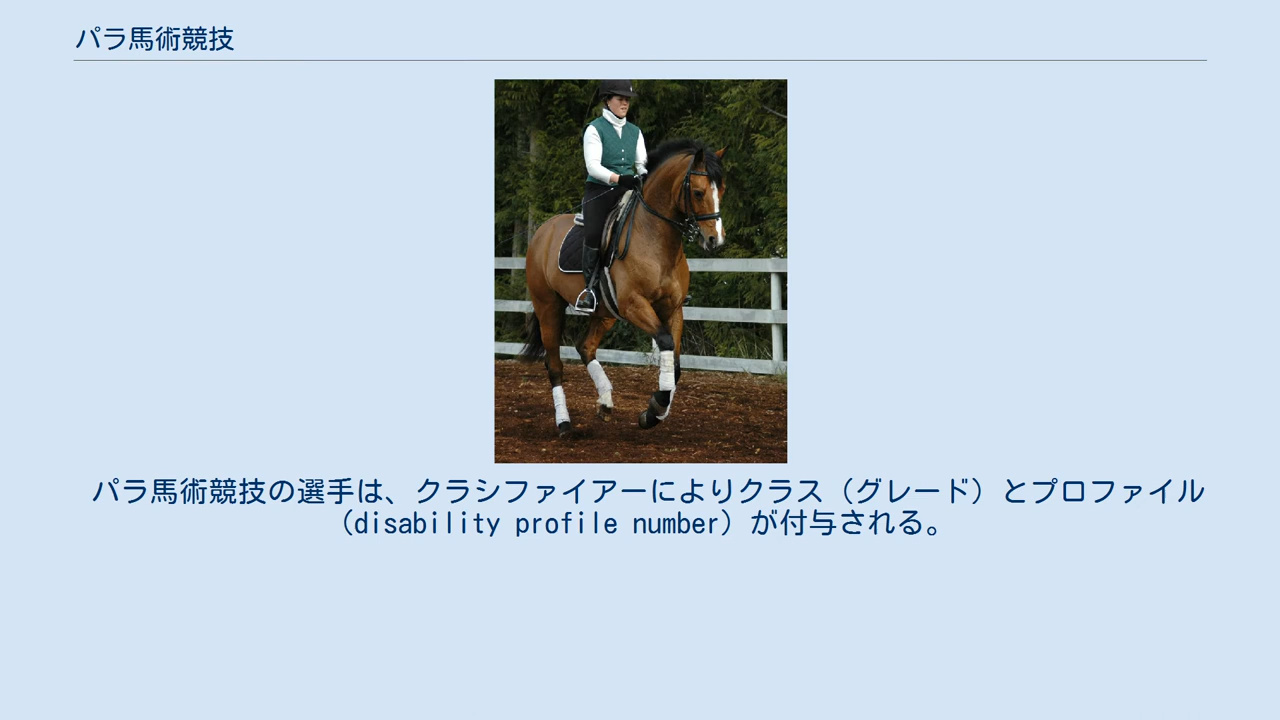 パラ馬術競技
パラ馬術競技の選手は、クラシファイアーによりクラス（グレード）とプロファイル
（disability profile number）が付与される。